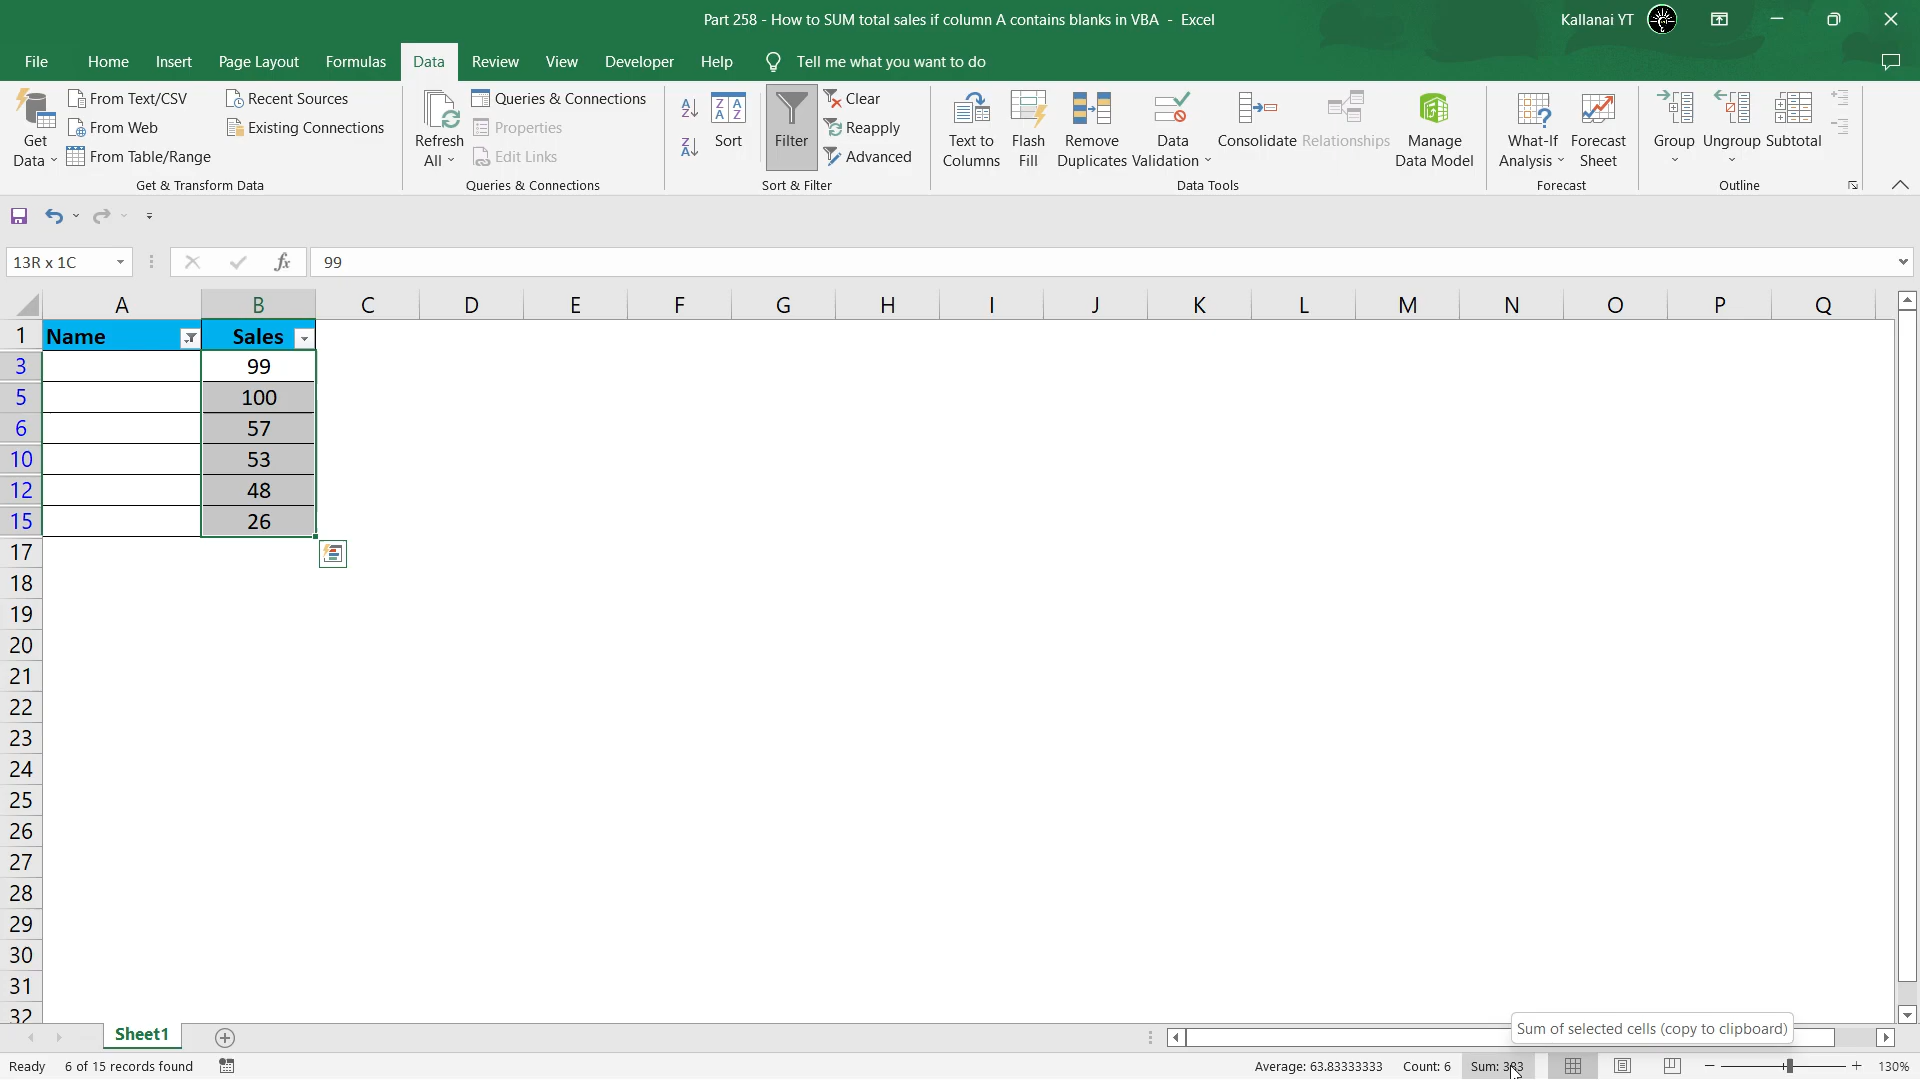 Part 258 - How to SUM total sales if column A contains blanks in VBA - Excel
Kallanai YT
File Home Insert Page Layout Formulas Data Review View Developer Help Tell me what you want to do
Get Data
From Text/CSV
From Web
From Table/Range
Recent Sources
Existing Connections
Get & Transform Data
Refresh All
Queries & Connections
Properties
Edit Links
Queries & Connections
Sort
Filter
Clear
Reapply
Advanced
Sort & Filter
Text to Columns
Flash Fill
Remove Duplicates
Data Validation
Consolidate
Relationships
Manage Data Model
Data Tools
What-If Analysis
Forecast Sheet
Forecast
Group
Ungroup
Subtotal
Outline
13R x 1C
fx
99
A B C D E F G H I J K L M N O P Q
1 Name Sales
3 99
5 100
6 57
10 53
12 48
15 26
17
18
19
20
21
22
23
24
25
26
27
28
29
30
31
32
Sheet1
Sum of selected cells (copy to clipboard)
Ready 6 of 15 records found Average: 63.83333333 Count: 6 Sum: 383 130%